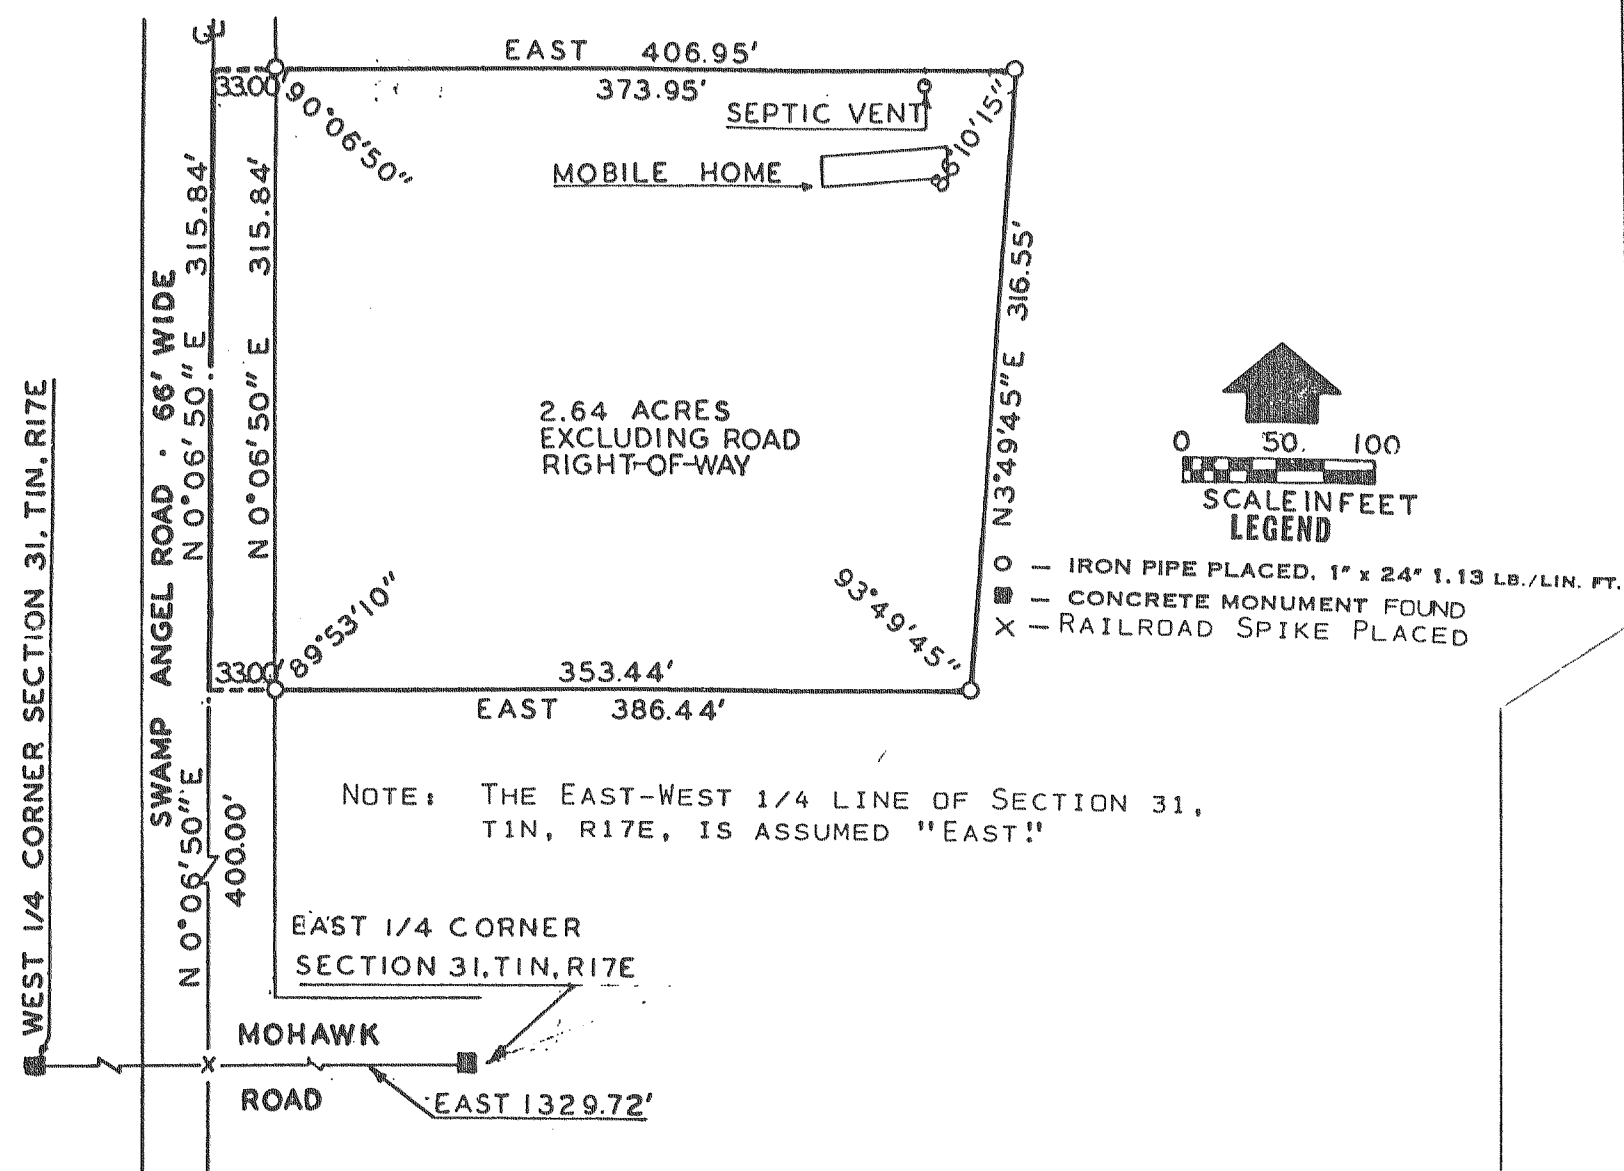 ℄
EAST 406.95'
33.00'
373.95'
90°06'50"
SEPTIC VENT
86°10'15"
MOBILE HOME
N 0°06'50" E 315.84'
N 0°06'50" E 315.84'
N3°49'45"E 316.55'
SWAMP ANGEL ROAD · 66' WIDE
WEST 1/4 CORNER SECTION 31, T1N, R17E
2.64 ACRES
EXCLUDING ROAD
RIGHT-OF-WAY
0 50. 100
SCALE IN FEET
LEGEND
O — IRON PIPE PLACED, 1" x 24" 1.13 LB./LIN. FT.
■ — CONCRETE MONUMENT FOUND
X — RAILROAD SPIKE PLACED
89°53'10"
93°49'45"
33.00'
353.44'
EAST 386.44'
N 0°06'50" E
400.00'
NOTE: THE EAST-WEST 1/4 LINE OF SECTION 31,
T1N, R17E, IS ASSUMED "EAST."
EAST 1/4 CORNER
SECTION 31, T1N, R17E
MOHAWK
X
ROAD
EAST 1329.72'